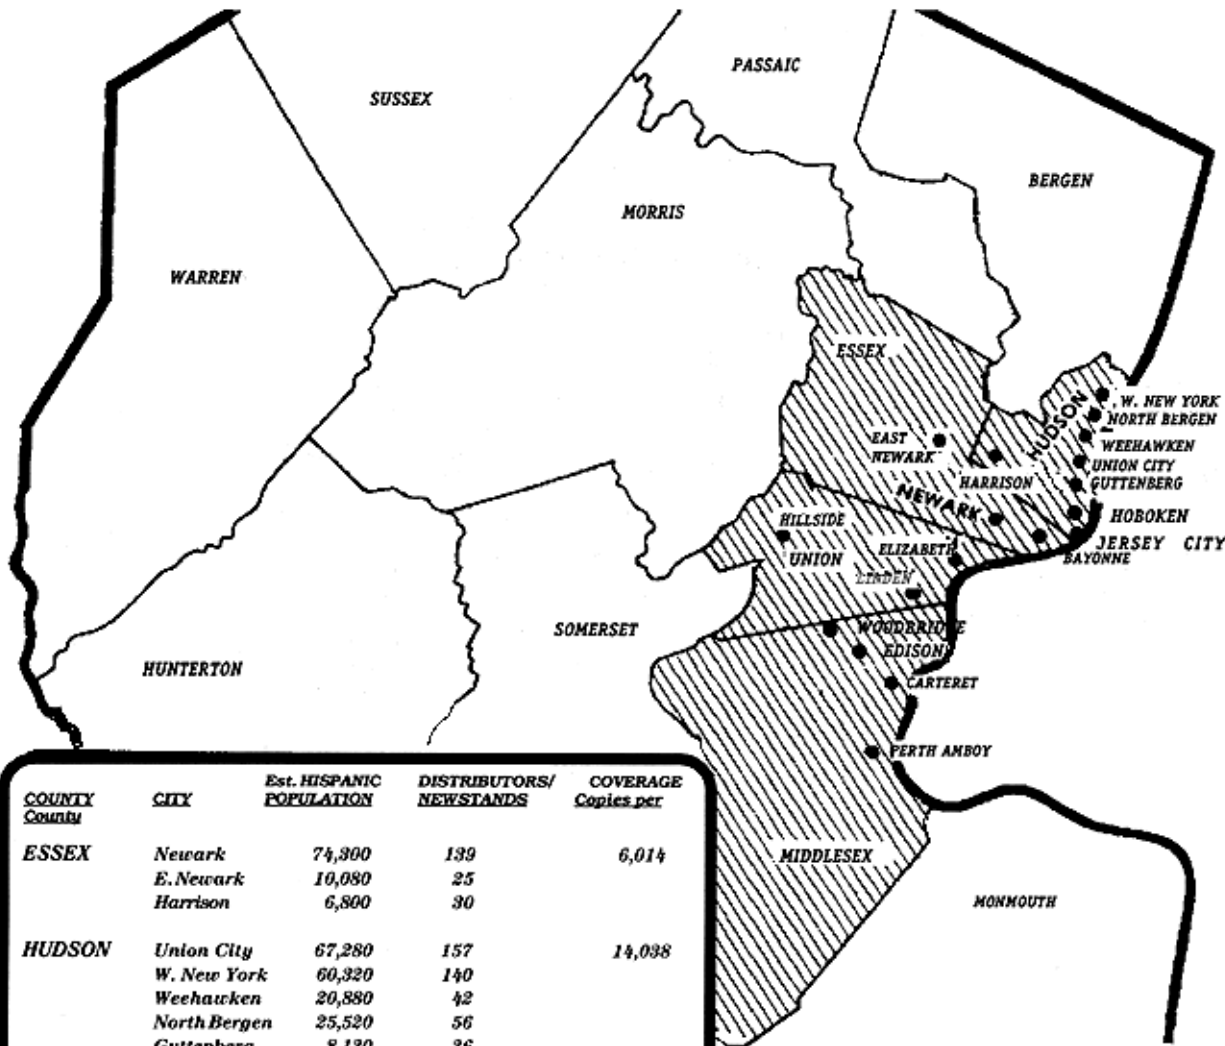 PASSAIC
SUSSEX
BERGEN
MORRIS
WARREN
ESSEX
HUDSON
W. NEW YORK
NORTH BERGEN
EAST
NEWARK
WEEHAWKEN
UNION CITY
HARRISON
GUTTENBERG
NEWARK
HOBOKEN
HILLSIDE
JERSEY CITY
ELIZABETH
UNION
BAYONNE
LINDEN
WOODBRIDGE
SOMERSET
EDISON
HUNTERTON
CARTERET
PERTH AMBOY
MIDDLESEX
MONMOUTH
Est. HISPANIC DISTRIBUTORS/ COVERAGE
COUNTY CITY POPULATION NEWSTANDS Copies per
County
ESSEX Newark 74,300 139 6,014
E. Newark 10,080 25
Harrison 6,800 30
HUDSON Union City 67,280 157 14,038
W. New York 60,320 140
Weehawken 20,880 42
North Bergen 25,520 56